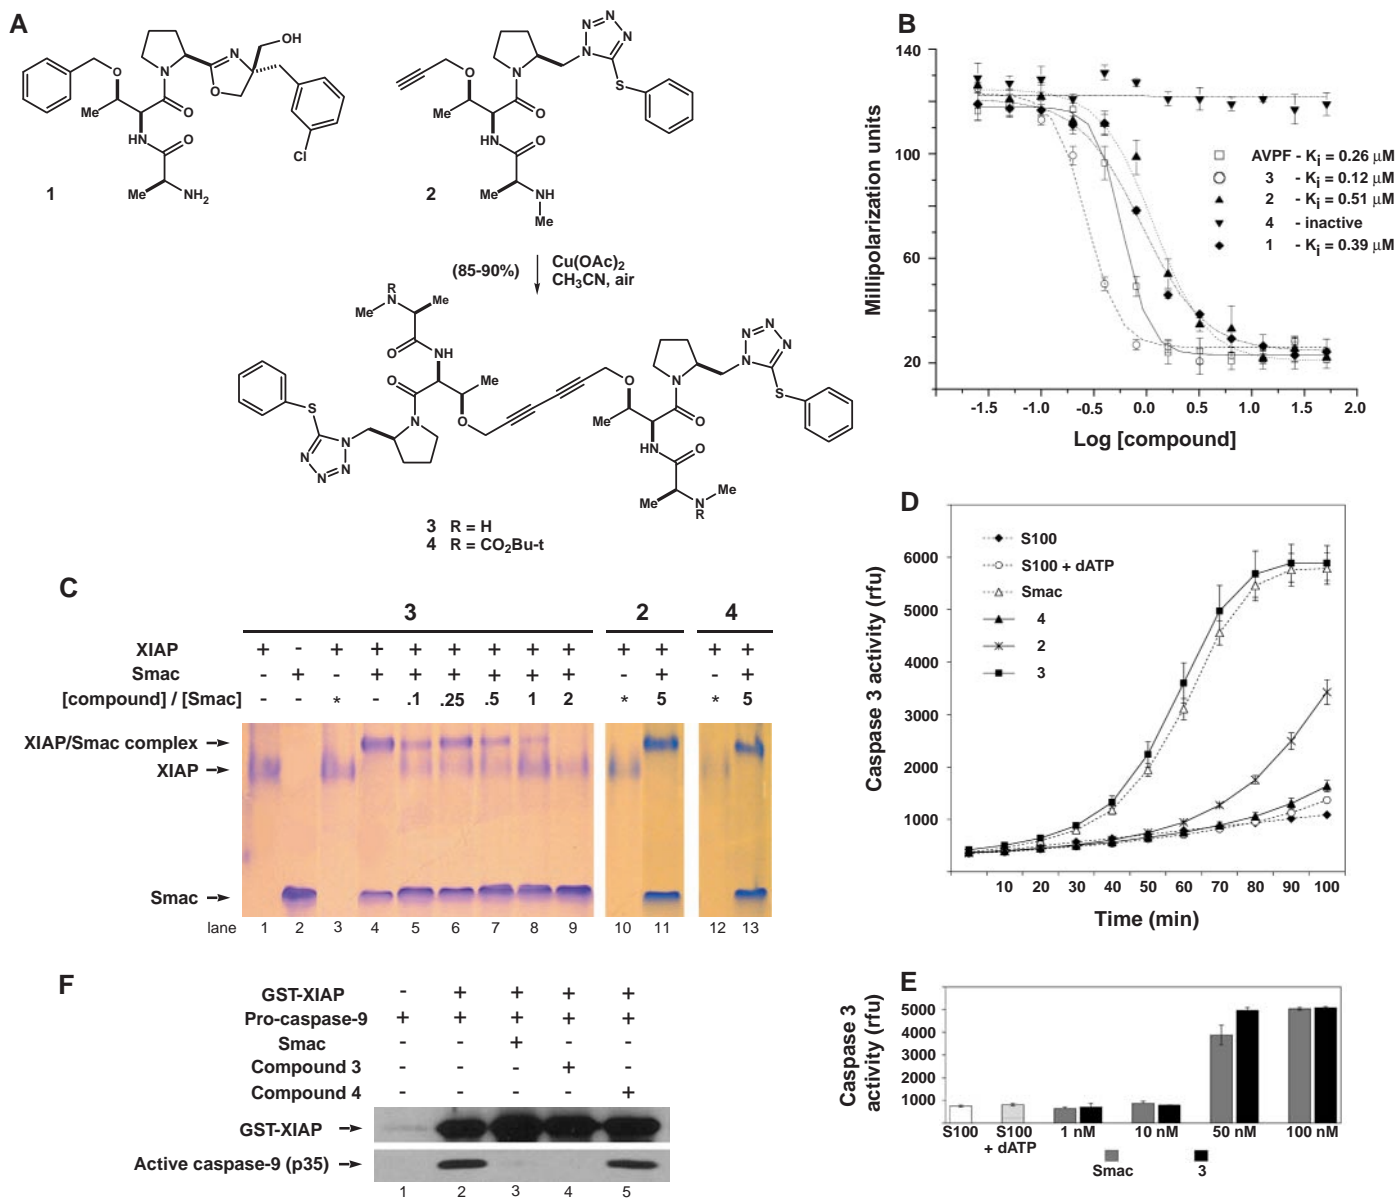 A
OH
N
N
O
O
O
Me
HN
O
Cl
Me
NH2
1
N N
N
N
O
N
O
S
Me
HN
O
Me
NH
Me
2
(85-90%)
Cu(OAc)2
CH3CN, air
R
N
Me
Me
O
NH
O
Me
N
O
S
N
N
N N
O
N
O
Me
HN
O
Me
N
R
Me
N N
N
N
S
3 R = H
4 R = CO2Bu-t
B
Millipolarization units
140
100
60
20
-1.5 -0.5 0.0 0.5 1.0 1.5 2.0
Log [compound]
AVPF - Ki = 0.26 μM
3 - Ki = 0.12 μM
2 - Ki = 0.51 μM
4 - inactive
1 - Ki = 0.39 μM
C
3 2 4
XIAP + - + + + + + + + + + + +
Smac - + - + + + + + + - + - +
[compound] / [Smac] - - * - .1 .25 .5 1 2 * 5 * 5
XIAP/Smac complex
XIAP
Smac
lane 1 2 3 4 5 6 7 8 9 10 11 12 13
D
Caspase 3 activity (rfu)
6000
5000
4000
3000
2000
1000
S100
S100 + dATP
Smac
4
2
3
10 20 30 40 50 60 70 80 90 100
Time (min)
E
Caspase 3
activity (rfu)
5000
4000
3000
2000
1000
S100 S100 + dATP 1 nM 10 nM 50 nM 100 nM
Smac 3
F
GST-XIAP - + + + +
Pro-caspase-9 + + + + +
Smac - - + - -
Compound 3 - - - + -
Compound 4 - - - - +
GST-XIAP
Active caspase-9 (p35)
1 2 3 4 5